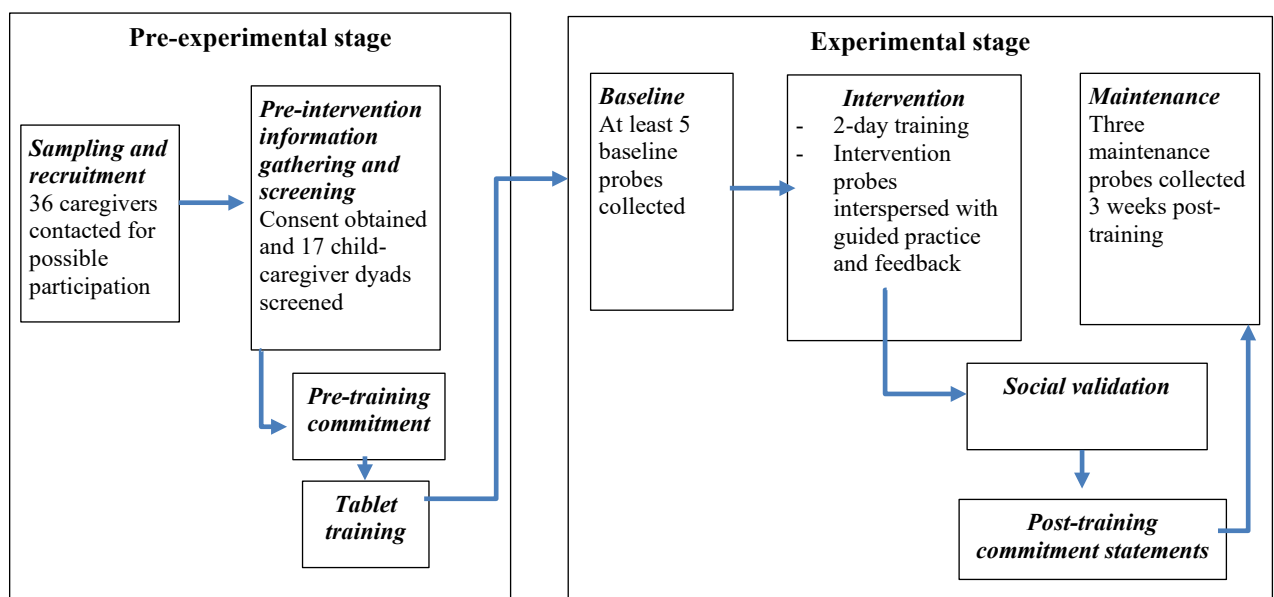 Pre-experimental stage
Sampling and
recruitment
36 caregivers
contacted for
possible
participation
Pre-intervention
information
gathering and
screening
Consent obtained
and 17 child-
caregiver dyads
screened
Pre-training
commitment
Tablet
training
Experimental stage
Baseline
At least 5
baseline
probes
collected
Intervention
- 2-day training
- Intervention
probes
interspersed with
guided practice
and feedback
Social validation
Post-training
commitment statements
Maintenance
Three
maintenance
probes collected
3 weeks post-
training